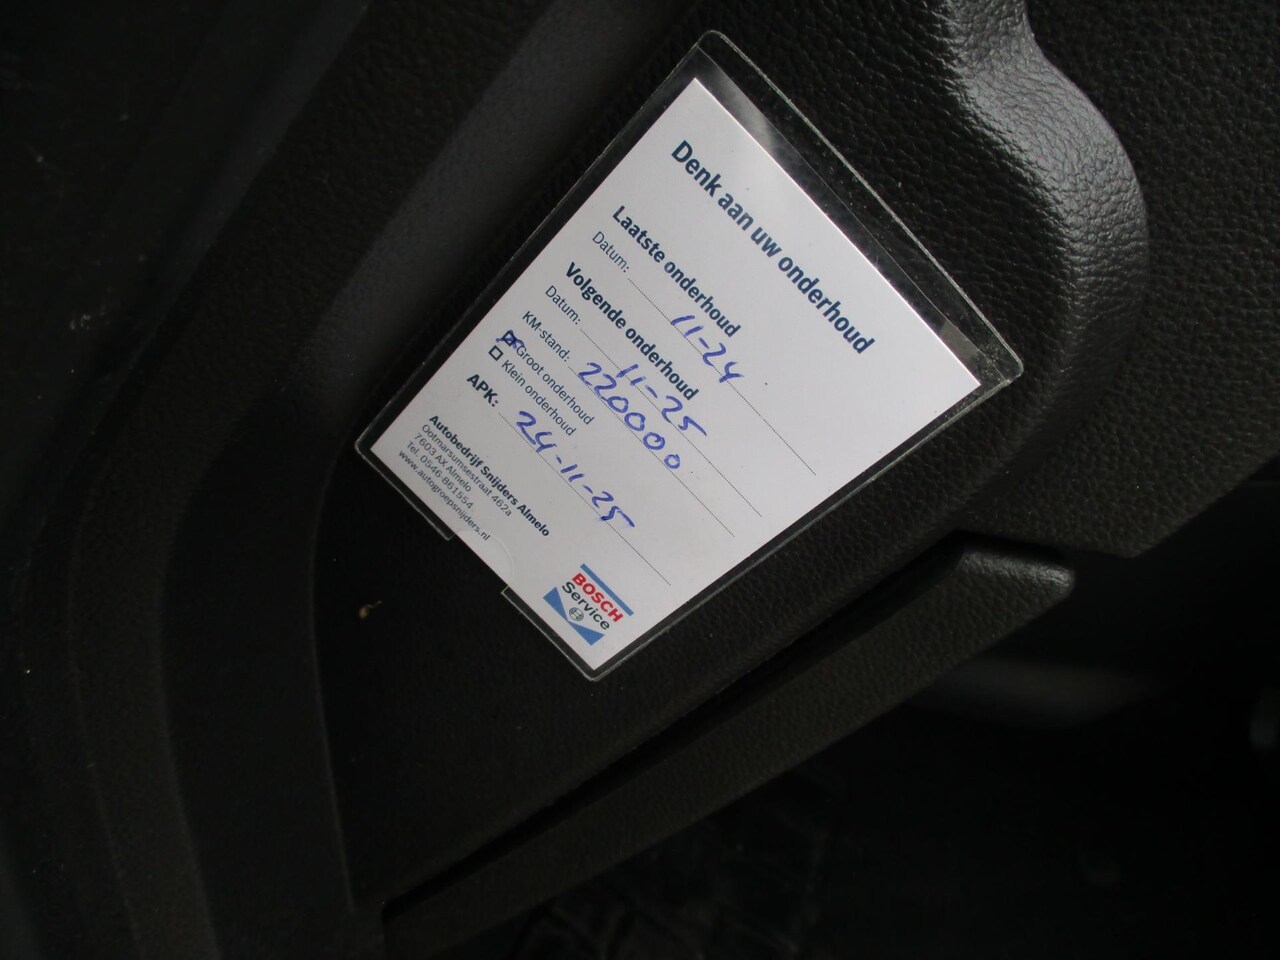 Denk aan uw onderhoud
Laatste onderhoud
Datum: 11-24
Volgende onderhoud
Datum: 11-25
KM-stand: 220000
Groot onderhoud
Klein onderhoud
APK: 24-11-25
Autobedrijf Snijders Almelo
Ootmarsumsestraat 462a
7603 AX Almelo
Tel. 0546-861554
www.autogroepsnijders.nl
BOSCH
Service